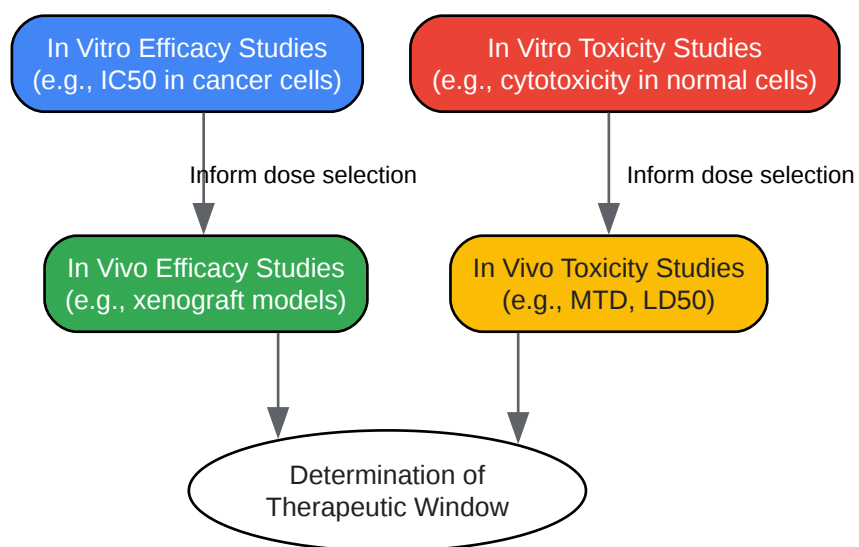 In Vitro Efficacy Studies
(e.g., IC50 in cancer cells)
In Vitro Toxicity Studies
(e.g., cytotoxicity in normal cells)
Inform dose selection
Inform dose selection
In Vivo Efficacy Studies
(e.g., xenograft models)
In Vivo Toxicity Studies
(e.g., MTD, LD50)
Determination of
Therapeutic Window